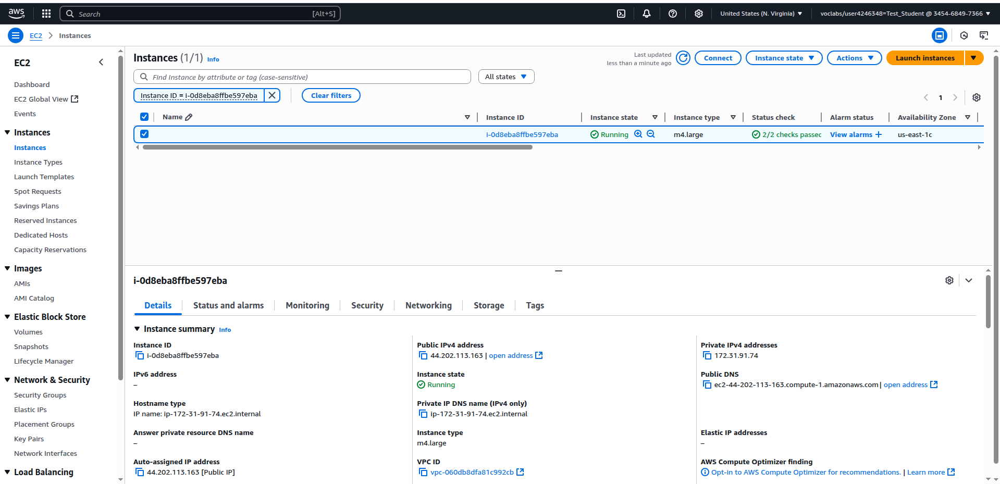 aws
Search [Alt+S]
United States (N. Virginia)
voclabs/user4246348=Test_Student @ 3454-6849-7366
EC2 Instances
EC2
Dashboard
EC2 Global View
Events
Instances
Instances
Instance Types
Launch Templates
Spot Requests
Savings Plans
Reserved Instances
Dedicated Hosts
Capacity Reservations
Images
AMIs
AMI Catalog
Elastic Block Store
Volumes
Snapshots
Lifecycle Manager
Network & Security
Security Groups
Elastic IPs
Placement Groups
Key Pairs
Network Interfaces
Load Balancing
Instances (1/1) Info
Last updated
less than a minute ago
Connect
Instance state
Actions
Launch instances
Find Instance by attribute or tag (case-sensitive)
All states
Instance ID = i-0d8eba8ffbe597eba
Clear filters
1
Name Instance ID Instance state Instance type Status check Alarm status Availability Zone
i-0d8eba8ffbe597eba Running m4.large 2/2 checks passec View alarms + us-east-1c
i-0d8eba8ffbe597eba
Details Status and alarms Monitoring Security Networking Storage Tags
Instance summary Info
Instance ID
i-0d8eba8ffbe597eba
Public IPv4 address
44.202.113.163 | open address
Private IPv4 addresses
172.31.91.74
IPv6 address
–
Instance state
Running
Public DNS
ec2-44-202-113-163.compute-1.amazonaws.com | open address
Hostname type
IP name: ip-172-31-91-74.ec2.internal
Private IP DNS name (IPv4 only)
ip-172-31-91-74.ec2.internal
Answer private resource DNS name
–
Instance type
m4.large
Elastic IP addresses
–
Auto-assigned IP address
44.202.113.163 [Public IP]
VPC ID
vpc-060db8dfa81c992cb
AWS Compute Optimizer finding
Opt-in to AWS Compute Optimizer for recommendations. | Learn more